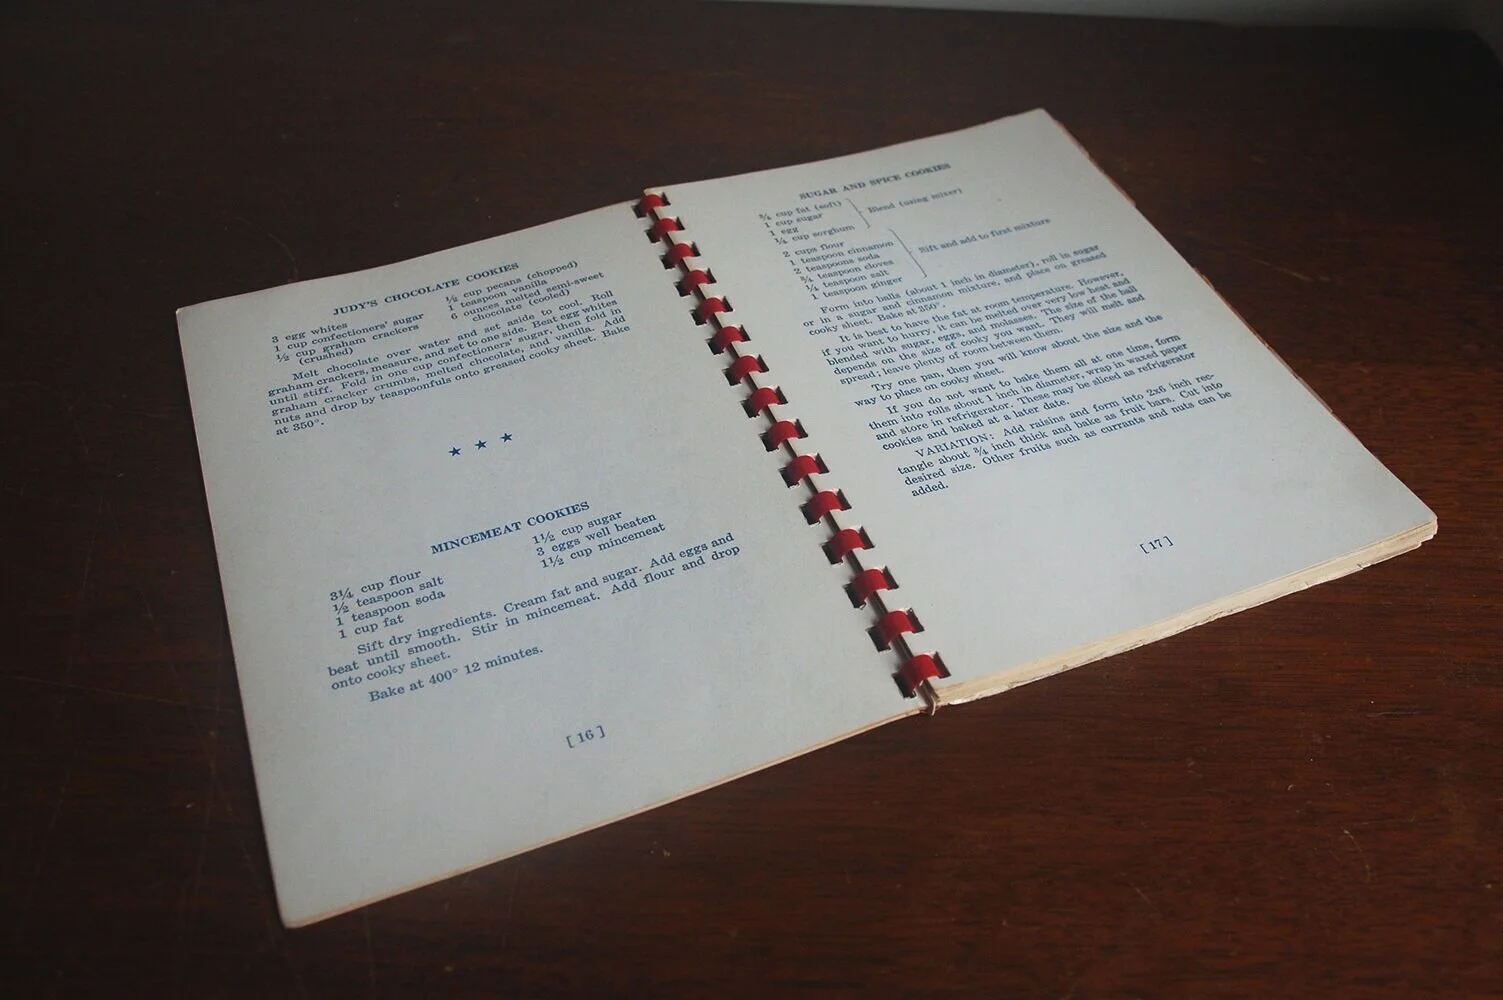 JUDY'S CHOCOLATE COOKIES
3 egg whites
1 cup confectioners' sugar
½ cup graham crackers
(crushed)
½ cup pecans (chopped)
1 teaspoon vanilla
6 ounces melted semi-sweet
chocolate (cooled)
Melt chocolate over water and set aside to cool. Roll
graham crackers, measure, and set to one side. Beat egg whites
until stiff. Fold in one cup confectioners' sugar, then fold in
graham cracker crumbs, melted chocolate, and vanilla. Add
nuts and drop by teaspoonfuls onto greased cooky sheet. Bake
at 350°.
★ ★ ★
MINCEMEAT COOKIES
3¼ cup flour
½ teaspoon salt
1 teaspoon soda
1 cup fat
1½ cup sugar
3 eggs well beaten
1½ cup mincemeat
Sift dry ingredients. Cream fat and sugar. Add eggs and
beat until smooth. Stir in mincemeat. Add flour and drop
onto cooky sheet.
Bake at 400° 12 minutes.
[ 16 ]
SUGAR AND SPICE COOKIES
¾ cup fat (soft)
1 cup sugar
1 egg
¼ cup sorghum
Blend (using mixer)
2 cups flour
1 teaspoon cinnamon
2 teaspoons soda
¾ teaspoon cloves
¼ teaspoon salt
1 teaspoon ginger
Sift and add to first mixture
Form into balls (about 1 inch in diameter), roll in sugar
or in a sugar and cinnamon mixture, and place on greased
cooky sheet. Bake at 350°.
It is best to have the fat at room temperature. However,
if you want to hurry, it can be melted over very low heat and
blended with sugar, eggs, and molasses. The size of the ball
depends on the size of cooky you want. They will melt and
spread; leave plenty of room between them.
Try one pan, then you will know about the size and the
way to place on cooky sheet.
If you do not want to bake them all at one time, form
them into rolls about 1 inch in diameter, wrap in waxed paper
and store in refrigerator. These may be sliced as refrigerator
cookies and baked at a later date.
VARIATION: Add raisins and form into 2x6 inch rec-
tangle about ¾ inch thick and bake as fruit bars. Cut into
desired size. Other fruits such as currants and nuts can be
added.
[ 17 ]